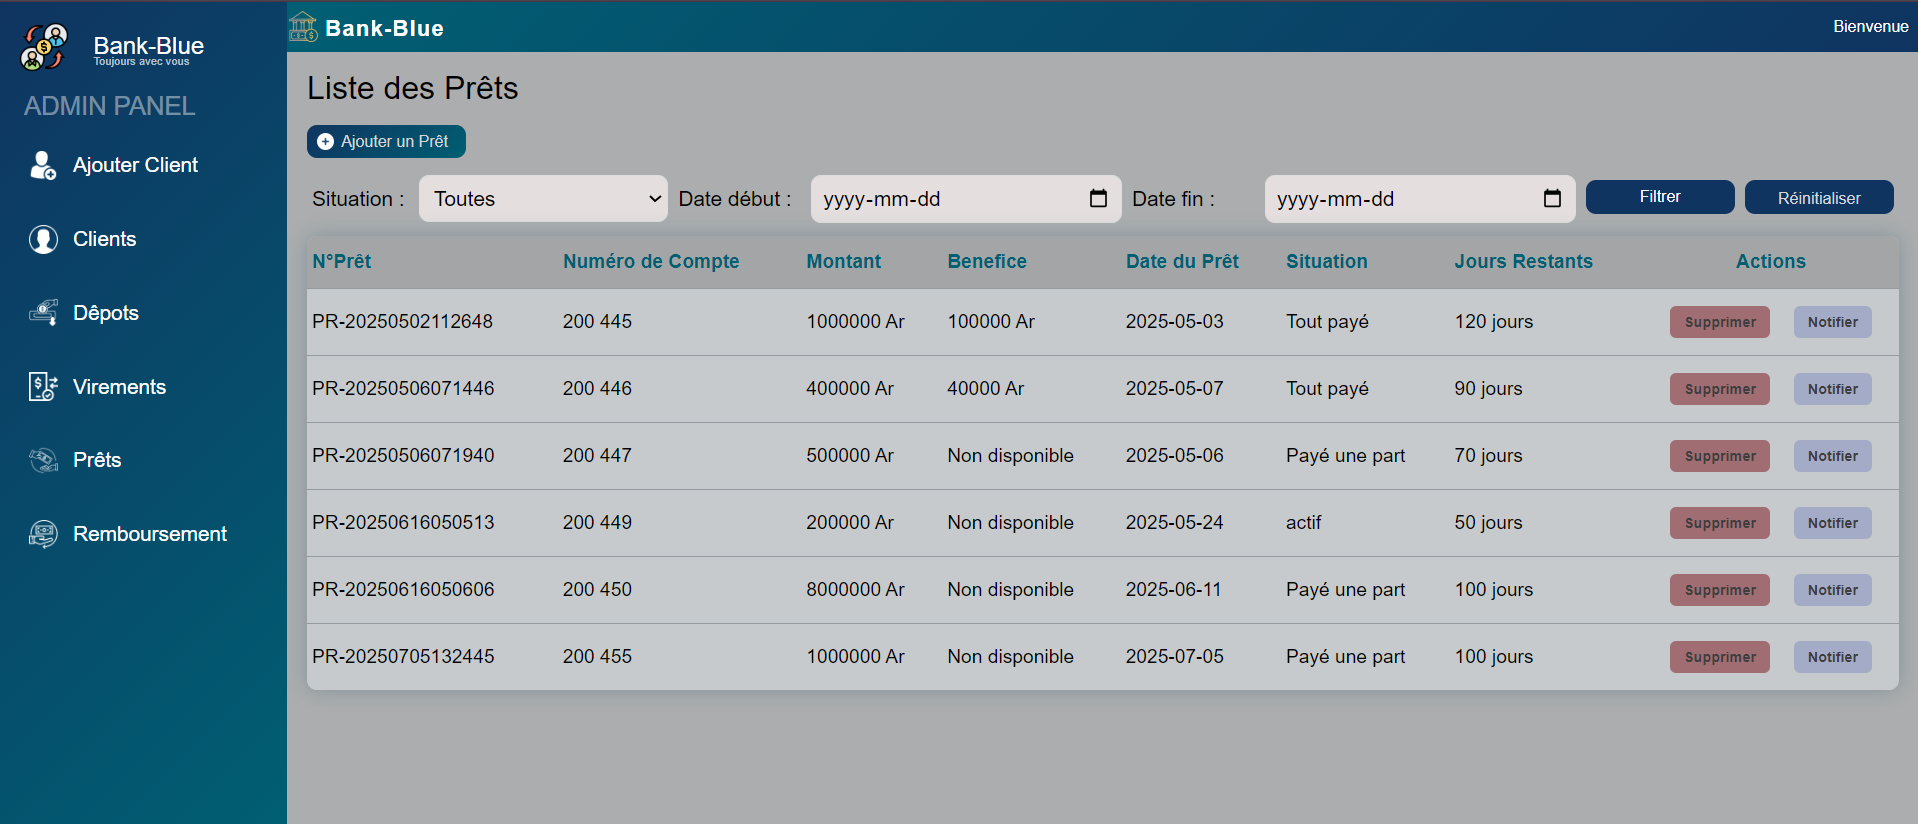 Bank-Blue
Toujours avec vous
ADMIN PANEL
Ajouter Client
Clients
Dêpots
Virements
Prêts
Remboursement
Bank-Blue
Bienvenue
Liste des Prêts
Ajouter un Prêt
Situation : Toutes Date début : yyyy-mm-dd Date fin : yyyy-mm-dd Filtrer Réinitialiser
N°Prêt Numéro de Compte Montant Benefice Date du Prêt Situation Jours Restants Actions
PR-20250502112648 200 445 1000000 Ar 100000 Ar 2025-05-03 Tout payé 120 jours Supprimer Notifier
PR-20250506071446 200 446 400000 Ar 40000 Ar 2025-05-07 Tout payé 90 jours Supprimer Notifier
PR-20250506071940 200 447 500000 Ar Non disponible 2025-05-06 Payé une part 70 jours Supprimer Notifier
PR-20250616050513 200 449 200000 Ar Non disponible 2025-05-24 actif 50 jours Supprimer Notifier
PR-20250616050606 200 450 8000000 Ar Non disponible 2025-06-11 Payé une part 100 jours Supprimer Notifier
PR-20250705132445 200 455 1000000 Ar Non disponible 2025-07-05 Payé une part 100 jours Supprimer Notifier